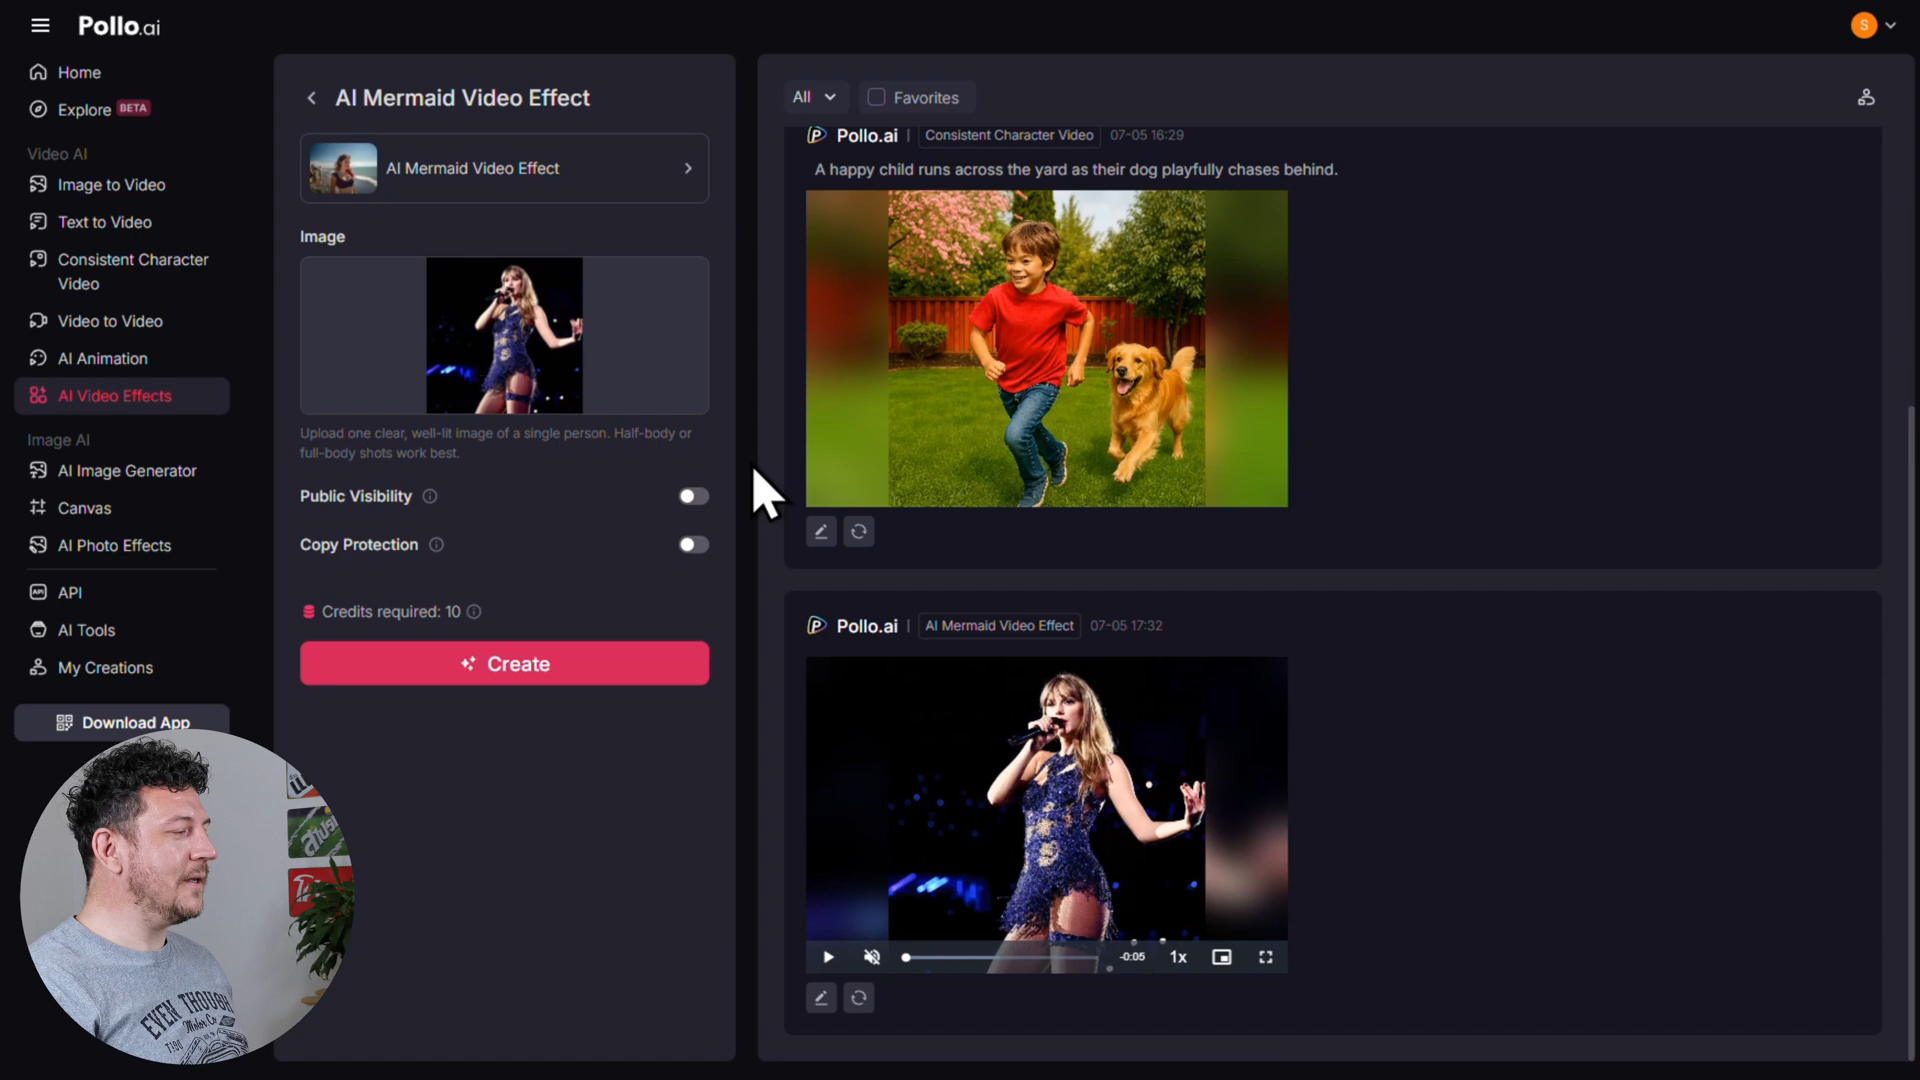 Pollo.ai
S
Home
Explore BETA
Video AI
Image to Video
Text to Video
Consistent Character
Video
Video to Video
AI Animation
AI Video Effects
Image AI
AI Image Generator
Canvas
AI Photo Effects
API
AI Tools
My Creations
Download App
AI Mermaid Video Effect
AI Mermaid Video Effect
Image
Upload one clear, well-lit image of a single person. Half-body or
full-body shots work best.
Public Visibility
Copy Protection
Credits required: 10
Create
All
Favorites
Pollo.ai | Consistent Character Video 07-05 16:29
A happy child runs across the yard as their dog playfully chases behind.
Pollo.ai | AI Mermaid Video Effect 07-05 17:32
-0:05
1x
EVEN THOUGH
Motor Co